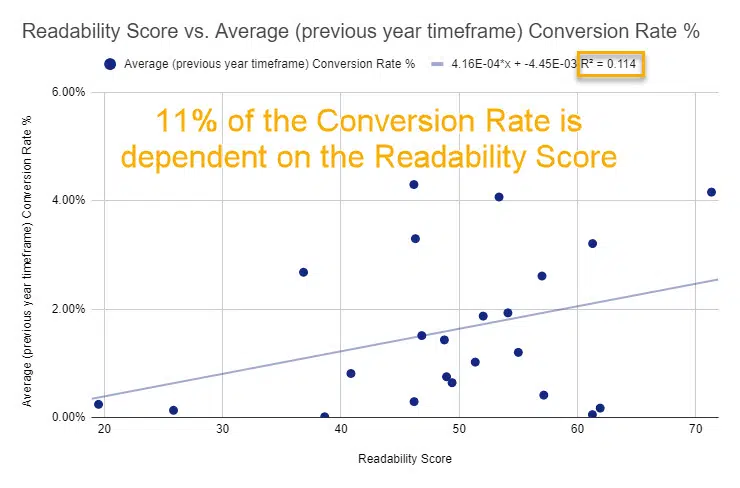 Readability Score vs. Average (previous year timeframe) Conversion Rate %
Average (previous year timeframe) Conversion Rate % 4.16E-04*x + -4.45E-03 R² = 0.114
11% of the Conversion Rate is
dependent on the Readability Score
Average (previous year timeframe) Conversion Rate %
6.00%
4.00%
2.00%
0.00%
20 30 40 50 60 70
Readability Score